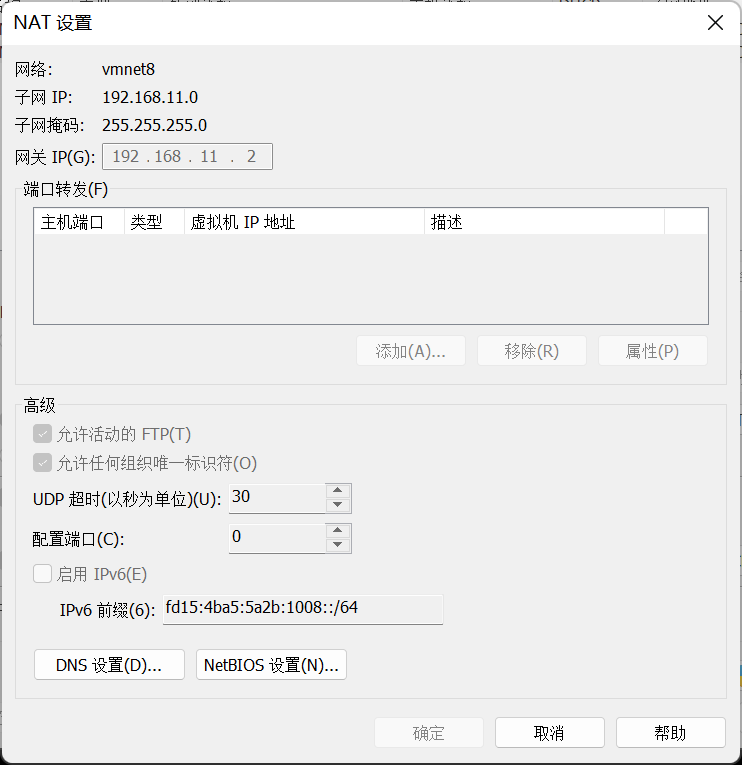 NAT 设置
网络: vmnet8
子网 IP: 192.168.11.0
子网掩码: 255.255.255.0
网关 IP(G): 192 . 168 . 11 . 2
端口转发(F)
主机端口 类型 虚拟机 IP 地址 描述
添加(A)... 移除(R) 属性(P)
高级
允许活动的 FTP(T)
允许任何组织唯一标识符(O)
UDP 超时(以秒为单位)(U): 30
配置端口(C): 0
启用 IPv6(E)
IPv6 前缀(6): fd15:4ba5:5a2b:1008::/64
DNS 设置(D)... NetBIOS 设置(N)...
确定 取消 帮助